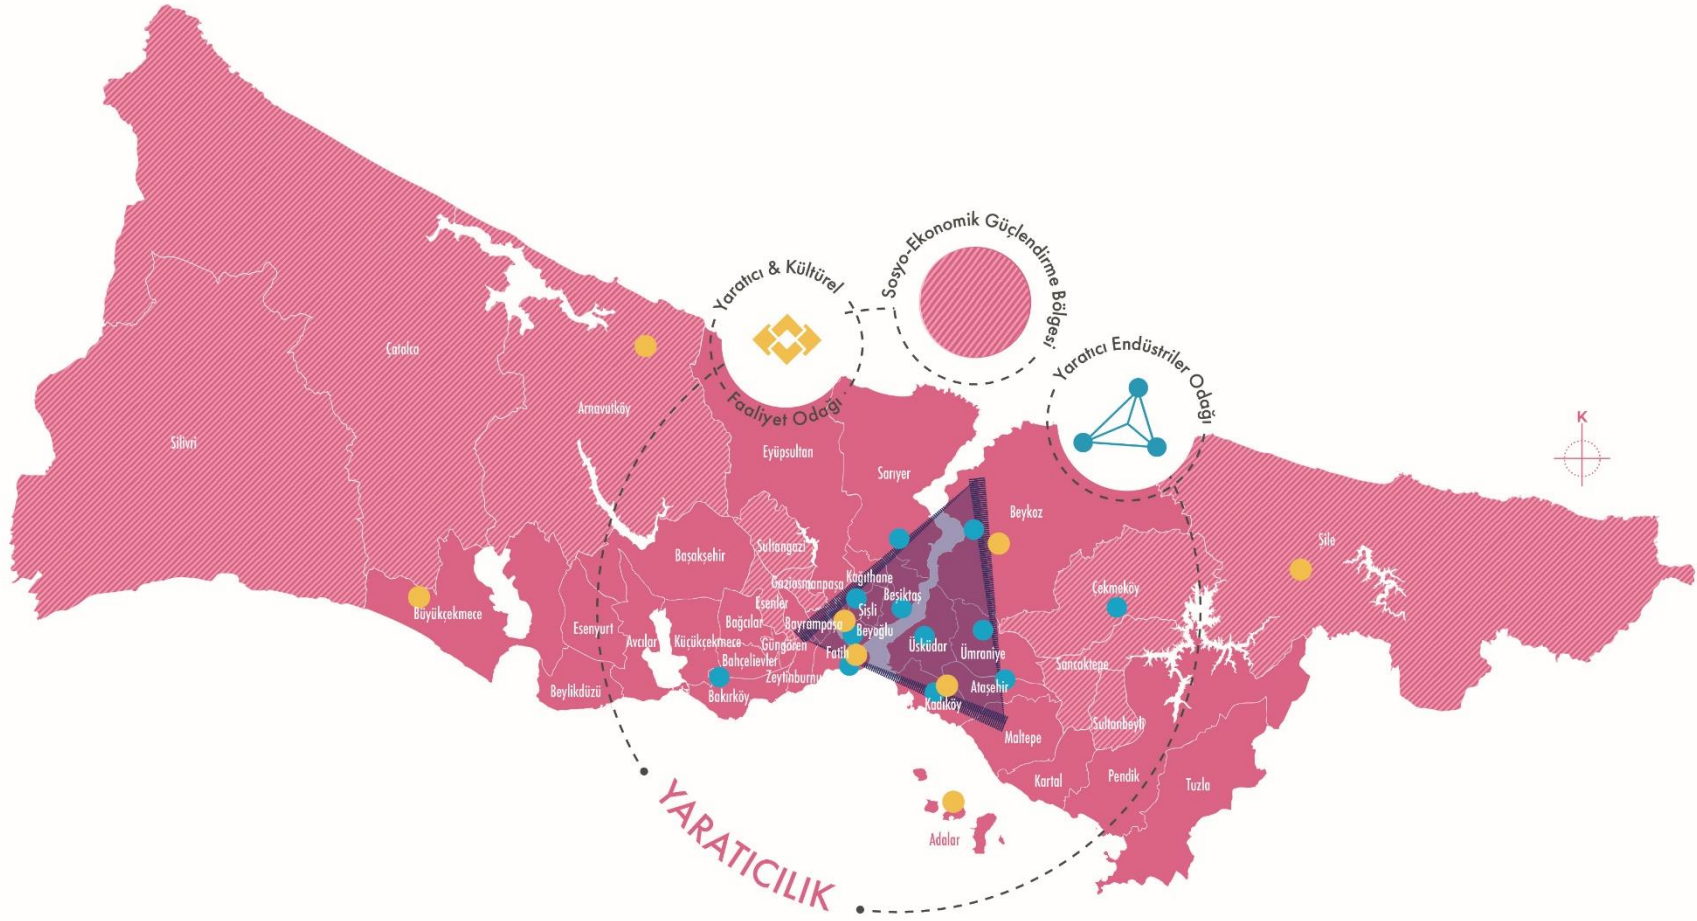 Sosyo-Ekonomik Güçlendirme Bölgesi
Yaratıcı & Kültürel
Faaliyet Odağı
Yaratıcı Endüstriler Odağı
K
Çatalca
Arnavutköy
Silivri
Eyüpsultan
Sarıyer
Beykoz
Şile
Sultangazi
Başakşehir
Kağıthane
Gaziosmanpaşa
Beşiktaş
Çekmeköy
Esenler
Şişli
Büyükçekmece
Bağcılar
Bayrampaşa
Beyoğlu
Esenyurt
Avcılar
Küçükçekmece
Güngören
Üsküdar
Ümraniye
Fatih
Bahçelievler
Sancaktepe
Zeytinburnu
Ataşehir
Beylikdüzü
Bakırköy
Kadıköy
Sultanbeyli
Maltepe
Kartal
Pendik
Tuzla
Adalar
YARATICILIK